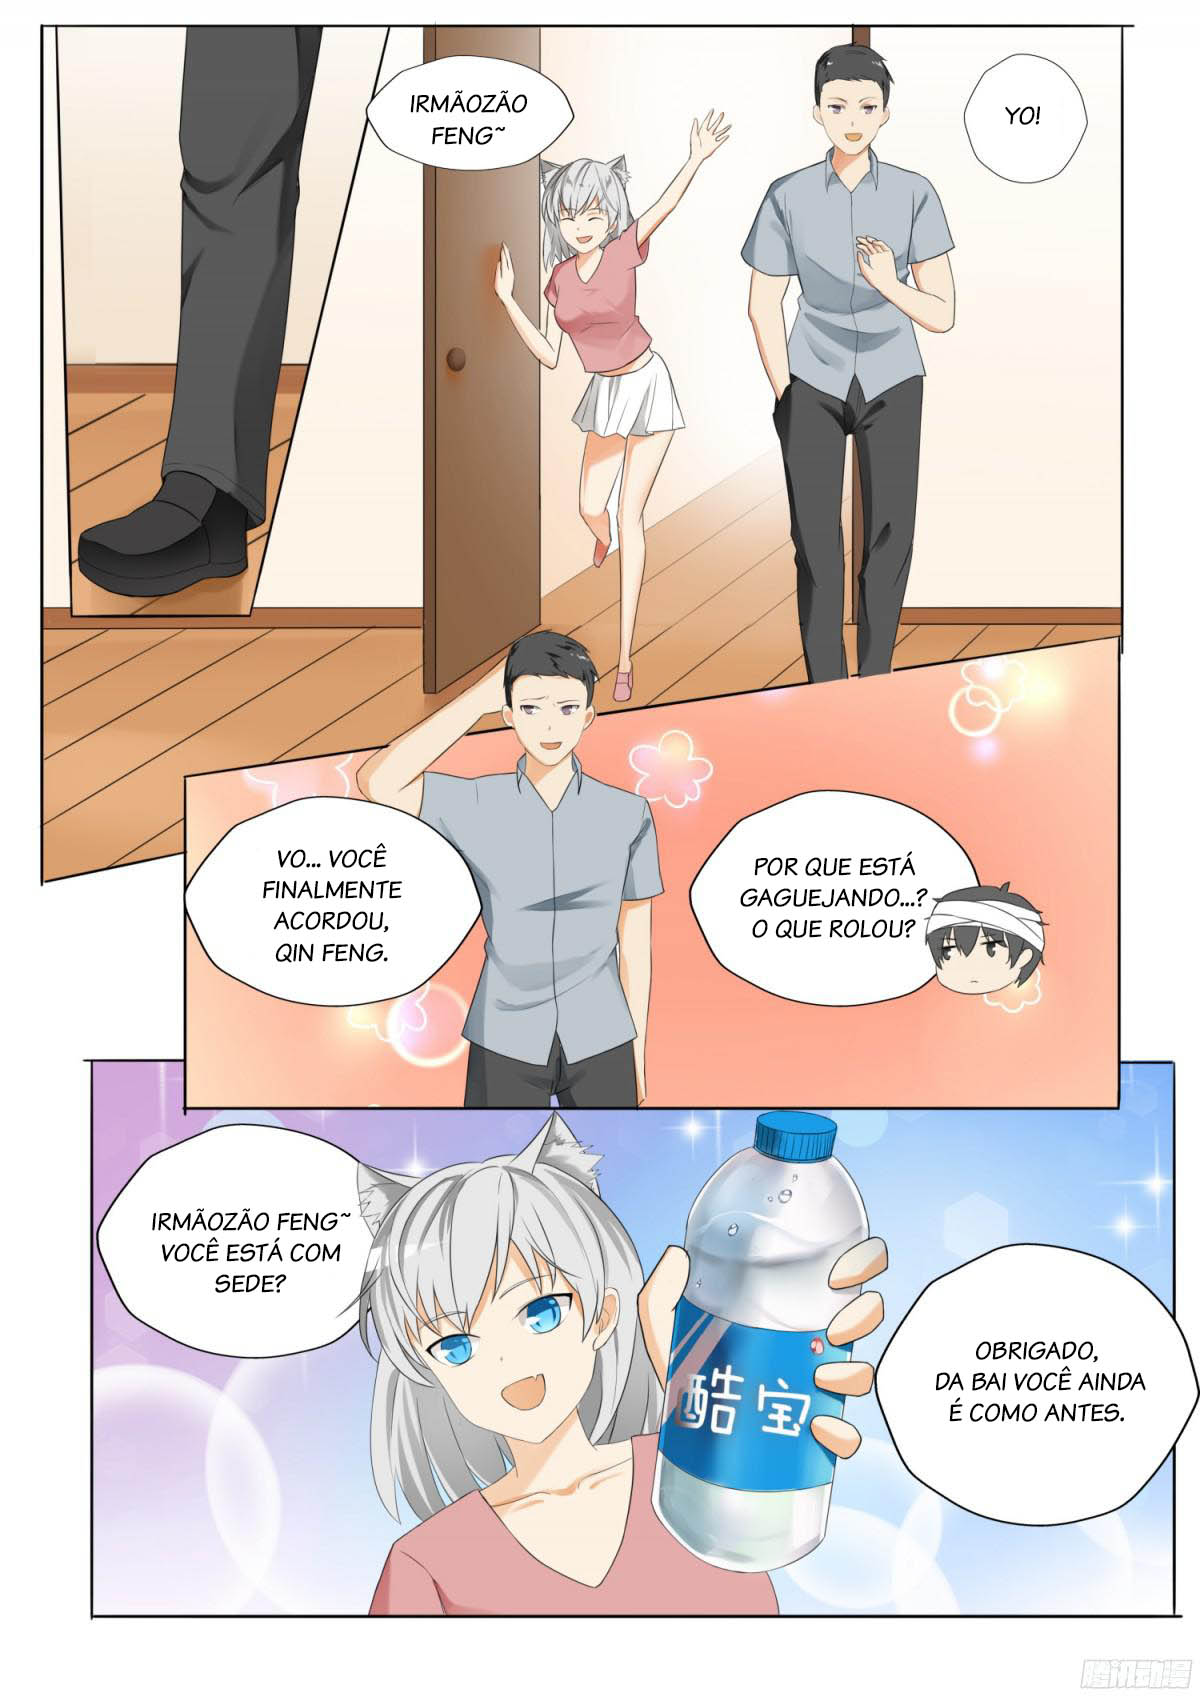 IRMÃOZÃO
FENG~
YO!
VO... VOCÊ
FINALMENTE
ACORDOU,
QIN FENG.
POR QUE ESTÁ
GAGUEJANDO...?
O QUE ROLOU?
IRMÃOZÃO FENG~
VOCÊ ESTÁ COM
SEDE?
酷宝
OBRIGADO,
DA BAI VOCÊ AINDA
É COMO ANTES.
腾讯动漫